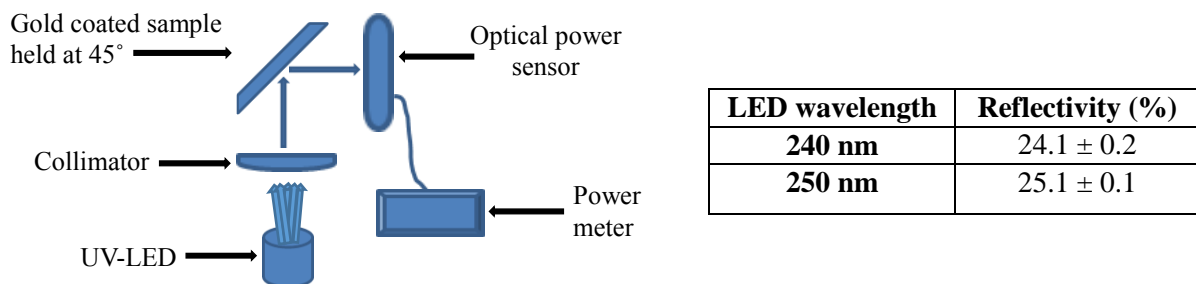 Gold coated sample
held at 45˚
Optical power
sensor
Collimator
Power
meter
UV-LED
LED wavelength Reflectivity (%)
240 nm 24.1 ± 0.2
250 nm 25.1 ± 0.1